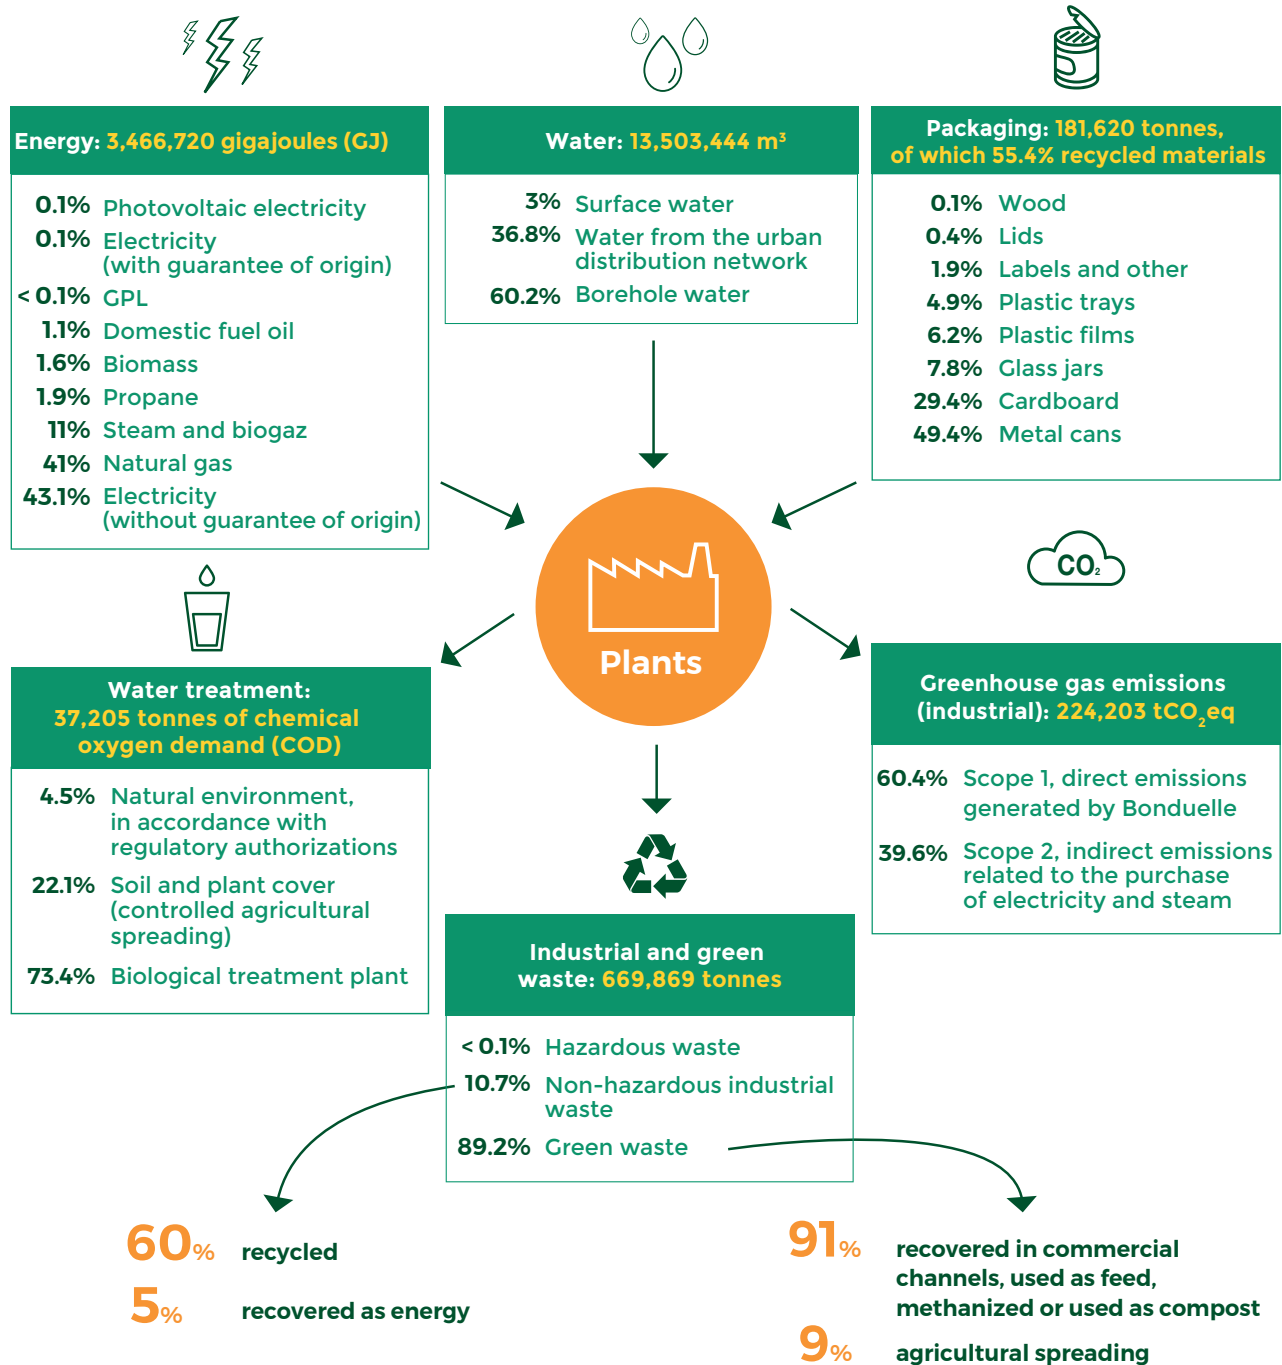 Energy: 3,466,720 gigajoules (GJ)
0.1% Photovoltaic electricity
0.1% Electricity
(with guarantee of origin)
< 0.1% GPL
1.1% Domestic fuel oil
1.6% Biomass
1.9% Propane
11% Steam and biogaz
41% Natural gas
43.1% Electricity
(without guarantee of origin)
Water: 13,503,444 m³
3% Surface water
36.8% Water from the urban
distribution network
60.2% Borehole water
Packaging: 181,620 tonnes,
of which 55.4% recycled materials
0.1% Wood
0.4% Lids
1.9% Labels and other
4.9% Plastic trays
6.2% Plastic films
7.8% Glass jars
29.4% Cardboard
49.4% Metal cans
Plants
CO₂
Water treatment:
37,205 tonnes of chemical
oxygen demand (COD)
4.5% Natural environment,
in accordance with
regulatory authorizations
22.1% Soil and plant cover
(controlled agricultural
spreading)
73.4% Biological treatment plant
Greenhouse gas emissions
(industrial): 224,203 tCO₂eq
60.4% Scope 1, direct emissions
generated by Bonduelle
39.6% Scope 2, indirect emissions
related to the purchase
of electricity and steam
Industrial and green
waste: 669,869 tonnes
< 0.1% Hazardous waste
10.7% Non-hazardous industrial
waste
89.2% Green waste
60% recycled
5% recovered as energy
91% recovered in commercial
channels, used as feed,
methanized or used as compost
9% agricultural spreading